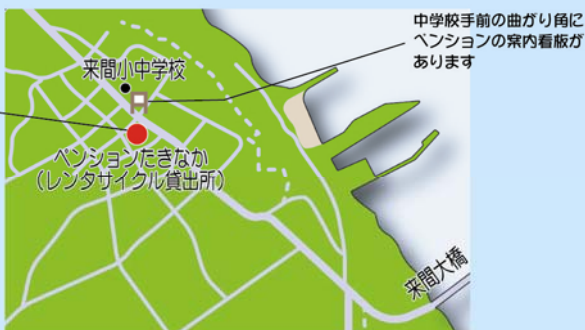 中学校手前の曲がり角に
ペンションの案内看板が
あります
来間小中学校
ペンションたきなか
（レンタサイクル貸出所）
来間大橋